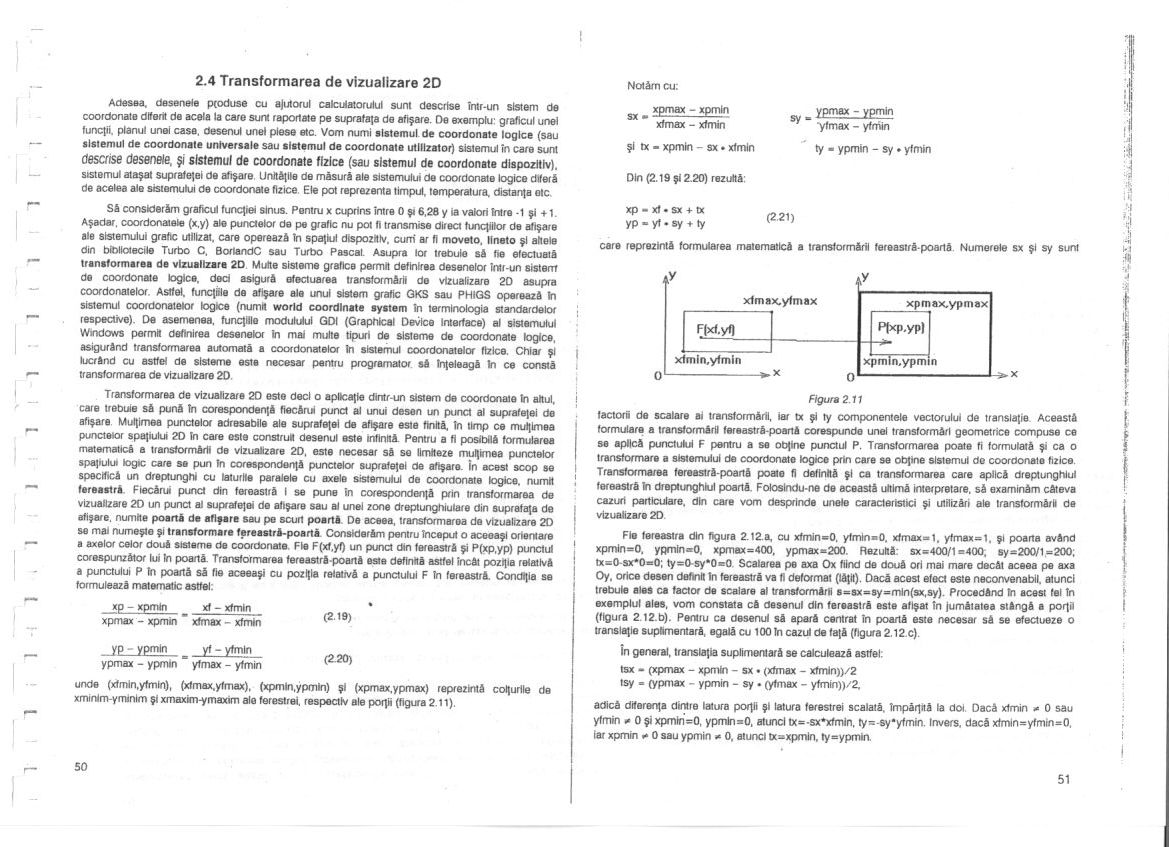 2.4 Transformarea de vizualizare 2D
Adesea, desenele produse cu ajutorul calculatorului sunt descrise într-un sistem de
coordonate diferit de acela la care sunt raportate pe suprafaţa de afişare. De exemplu: graficul unei
funcţii, planul unei case, desenul unei piese etc. Vom numi sistemul de coordonate logice (sau
sistemul de coordonate universale sau sistemul de coordonate utilizator) sistemul în care sunt
descrise desenele, şi sistemul de coordonate fizice (sau sistemul de coordonate dispozitiv),
sistemul ataşat suprafeţei de afişare. Unităţile de măsură ale sistemului de coordonate logice diferă
de acelea ale sistemului de coordonate fizice. Ele pot reprezenta timpul, temperatura, distanţa etc.
Să considerăm graficul funcţiei sinus. Pentru x cuprins între 0 şi 6,28 y ia valori între -1 şi +1.
Aşadar, coordonatele (x,y) ale punctelor de pe grafic nu pot fi transmise direct funcţiilor de afişare
ale sistemului grafic utilizat, care operează în spaţiul dispozitiv, cum ar fi moveto, lineto şi altele
din bibliotecile Turbo C, BorlandC sau Turbo Pascal. Asupra lor trebuie să fie efectuată
transformarea de vizualizare 2D. Multe sisteme grafice permit definirea desenelor într-un sistem
de coordonate logice, deci asigură efectuarea transformării de vizualizare 2D asupra
coordonatelor. Astfel, funcţiile de afişare ale unui sistem grafic GKS sau PHIGS operează în
sistemul coordonatelor logice (numit world coordinate system în terminologia standardelor
respective). De asemenea, funcţiile modulului GDI (Graphical Device Interface) al sistemului
Windows permit definirea desenelor în mai multe tipuri de sisteme de coordonate logice,
asigurând transformarea automată a coordonatelor în sistemul coordonatelor fizice. Chiar şi
lucrând cu astfel de sisteme este necesar pentru programator să înţeleagă în ce constă
transformarea de vizualizare 2D.
Transformarea de vizualizare 2D este deci o aplicaţie dintr-un sistem de coordonate în altul,
care trebuie să pună în corespondenţă fiecărui punct al unui desen un punct al suprafeţei de
afişare. Mulţimea punctelor adresabile ale suprafeţei de afişare este finită, în timp ce mulţimea
punctelor spaţiului 2D în care este construit desenul este infinită. Pentru a fi posibilă formularea
matematică a transformării de vizualizare 2D, este necesar să se limiteze mulţimea punctelor
spaţiului logic care se pun în corespondenţă punctelor suprafeţei de afişare. În acest scop se
specifică un dreptunghi cu laturile paralele cu axele sistemului de coordonate logice, numit
fereastră. Fiecărui punct din fereastră i se pune în corespondenţă prin transformarea de
vizualizare 2D un punct al suprafeţei de afişare sau al unei zone dreptunghiulare din suprafaţa de
afişare, numite poartă de afişare sau pe scurt poartă. De aceea, transformarea de vizualizare 2D
se mai numeşte şi transformare fereastră-poartă. Considerăm pentru început o aceeaşi orientare
a axelor celor două sisteme de coordonate. Fie F(xf,yf) un punct din fereastră şi P(xp,yp) punctul
corespunzător lui în poartă. Transformarea fereastră-poartă este definită astfel încât poziţia relativă
a punctului P în poartă să fie aceeaşi cu poziţia relativă a punctului F în fereastră. Condiţia se
formulează matematic astfel:
xp – xpmin / xpmax – xpmin = xf – xfmin / xfmax – xfmin (2.19)
yp – ypmin / ypmax – ypmin = yf – yfmin / yfmax – yfmin (2.20)
unde (xfmin,yfmin), (xfmax,yfmax), (xpmin,ypmin) şi (xpmax,ypmax) reprezintă colţurile de
xminim-yminim şi xmaxim-ymaxim ale ferestrei, respectiv ale porţii (figura 2.11).
50
Notăm cu:
sx = xpmax – xpmin / xfmax – xfmin sy = ypmax – ypmin / yfmax – yfmin
şi tx = xpmin – sx • xfmin ty = ypmin – sy • yfmin
Din (2.19 şi 2.20) rezultă:
xp = xf • sx + tx
yp = yf • sy + ty (2.21)
care reprezintă formularea matematică a transformării fereastră-poartă. Numerele sx şi sy sunt
y xfmax,yfmax F(xf,yf) xfmin,yfmin 0 x
y xpmax,ypmax P(xp,yp) xpmin,ypmin 0 x
Figura 2.11
factorii de scalare ai transformării, iar tx şi ty componentele vectorului de translaţie. Această
formulare a transformării fereastră-poartă corespunde unei transformări geometrice compuse ce
se aplică punctului F pentru a se obţine punctul P. Transformarea poate fi formulată şi ca o
transformare a sistemului de coordonate logice prin care se obţine sistemul de coordonate fizice.
Transformarea fereastră-poartă poate fi definită şi ca transformarea care aplică dreptunghiul
fereastră în dreptunghiul poartă. Folosindu-ne de această ultimă interpretare, să examinăm câteva
cazuri particulare, din care vom desprinde unele caracteristici şi utilizări ale transformării de
vizualizare 2D.
Fie fereastra din figura 2.12.a, cu xfmin=0, yfmin=0, xfmax=1, yfmax=1, şi poarta având
xpmin=0, ypmin=0, xpmax=400, ypmax=200. Rezultă: sx=400/1=400; sy=200/1=200;
tx=0-sx*0=0; ty=0-sy*0=0. Scalarea pe axa Ox fiind de două ori mai mare decât aceea pe axa
Oy, orice desen definit în fereastră va fi deformat (lăţit). Dacă acest efect este neconvenabil, atunci
trebuie ales ca factor de scalare al transformării s=sx=sy=min(sx,sy). Procedând în acest fel în
exemplul ales, vom constata că desenul din fereastră este afişat în jumătatea stângă a porţii
(figura 2.12.b). Pentru ca desenul să apară centrat în poartă este necesar să se efectueze o
translaţie suplimentară, egală cu 100 în cazul de faţă (figura 2.12.c).
În general, translaţia suplimentară se calculează astfel:
tsx = (xpmax – xpmin – sx • (xfmax – xfmin))/2
tsy = (ypmax – ypmin – sy • (yfmax – yfmin))/2,
adică diferenţa dintre latura porţii şi latura ferestrei scalată, împărţită la doi. Dacă xfmin ≠ 0 sau
yfmin ≠ 0 şi xpmin=0, ypmin=0, atunci tx=-sx*xfmin, ty=-sy*yfmin. Invers, dacă xfmin=yfmin=0,
iar xpmin ≠ 0 sau ypmin ≠ 0, atunci tx=xpmin, ty=ypmin.
51